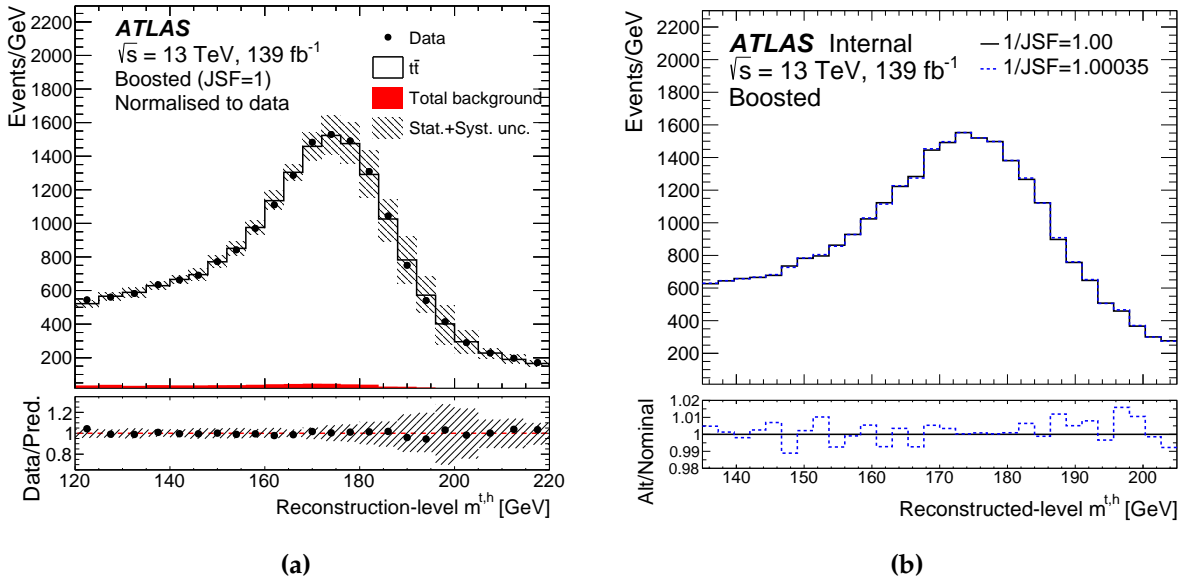 ATLAS
√s = 13 TeV, 139 fb-1
Boosted (JSF=1)
Normalised to data
Data
tt̄
Total background
Stat.+Syst. unc.
Events/GeV
2200
2000
1800
1600
1400
1200
1000
800
600
400
200
Data/Pred.
1.2
1
0.8
120 140 160 180 200 220
Reconstruction-level m^t,h [GeV]
(a)
ATLAS Internal
√s = 13 TeV, 139 fb-1
Boosted
1/JSF=1.00
1/JSF=1.00035
Events/GeV
2200
2000
1800
1600
1400
1200
1000
800
600
400
200
Alt/Nominal
1.02
1.01
1
0.99
0.98
140 150 160 170 180 190 200
Reconstructed-level m^t,h [GeV]
(b)